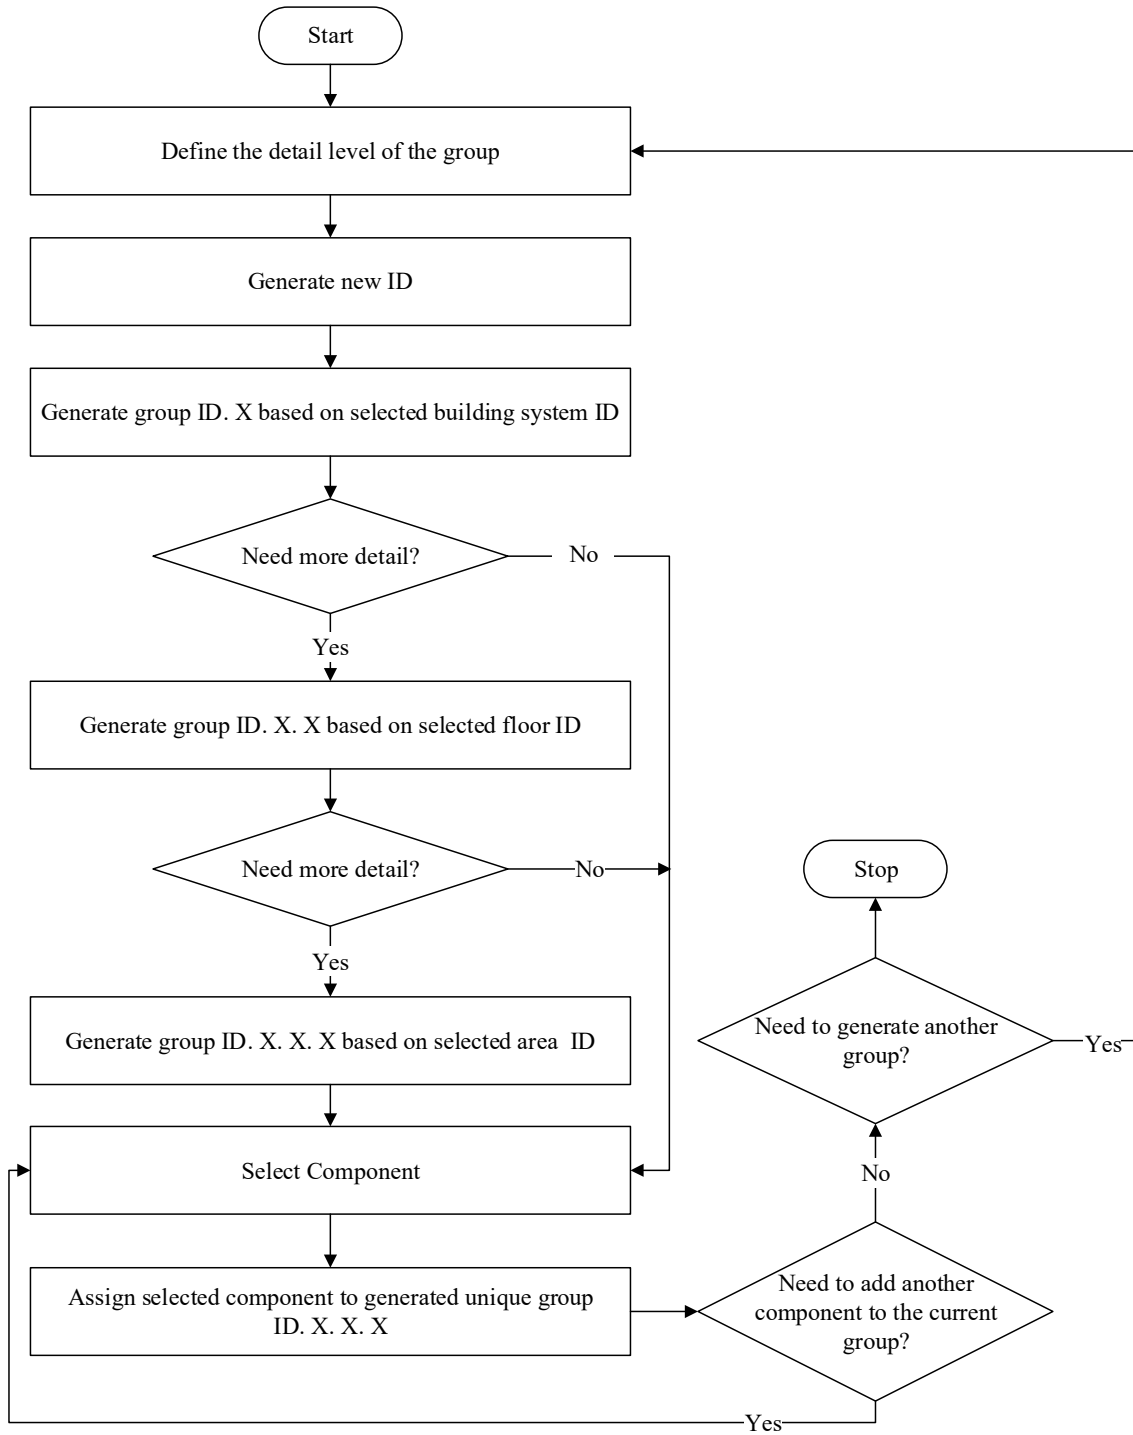 Start
Define the detail level of the group
Generate new ID
Generate group ID. X based on selected building system ID
Need more detail?
No
Yes
Generate group ID. X. X based on selected floor ID
Need more detail?
No
Yes
Generate group ID. X. X. X based on selected area  ID
Select Component
Assign selected component to generated unique group
ID. X. X. X
Need to add another
component to the current
group?
Yes
No
Need to generate another
group?
Yes
Stop